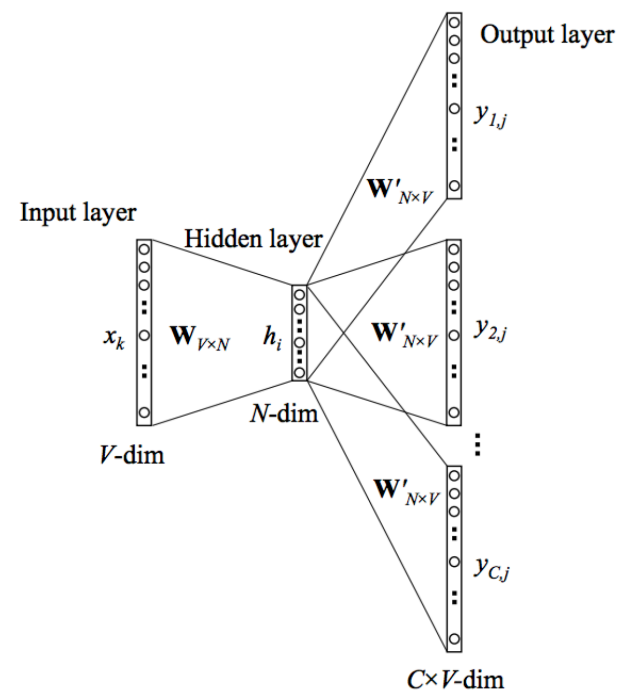 Output layer
y1,j
W'N×V
Input layer
Hidden layer
xk
WV×N
hi
W'N×V
y2,j
N-dim
V-dim
W'N×V
yC,j
C×V-dim